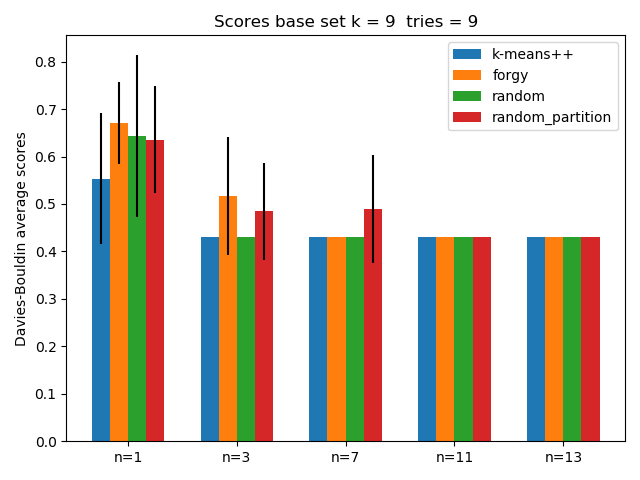 Scores base set k = 9  tries = 9
k-means++
forgy
random
random_partition
Davies-Bouldin average scores
0.8
0.7
0.6
0.5
0.4
0.3
0.2
0.1
0.0
n=1
n=3
n=7
n=11
n=13